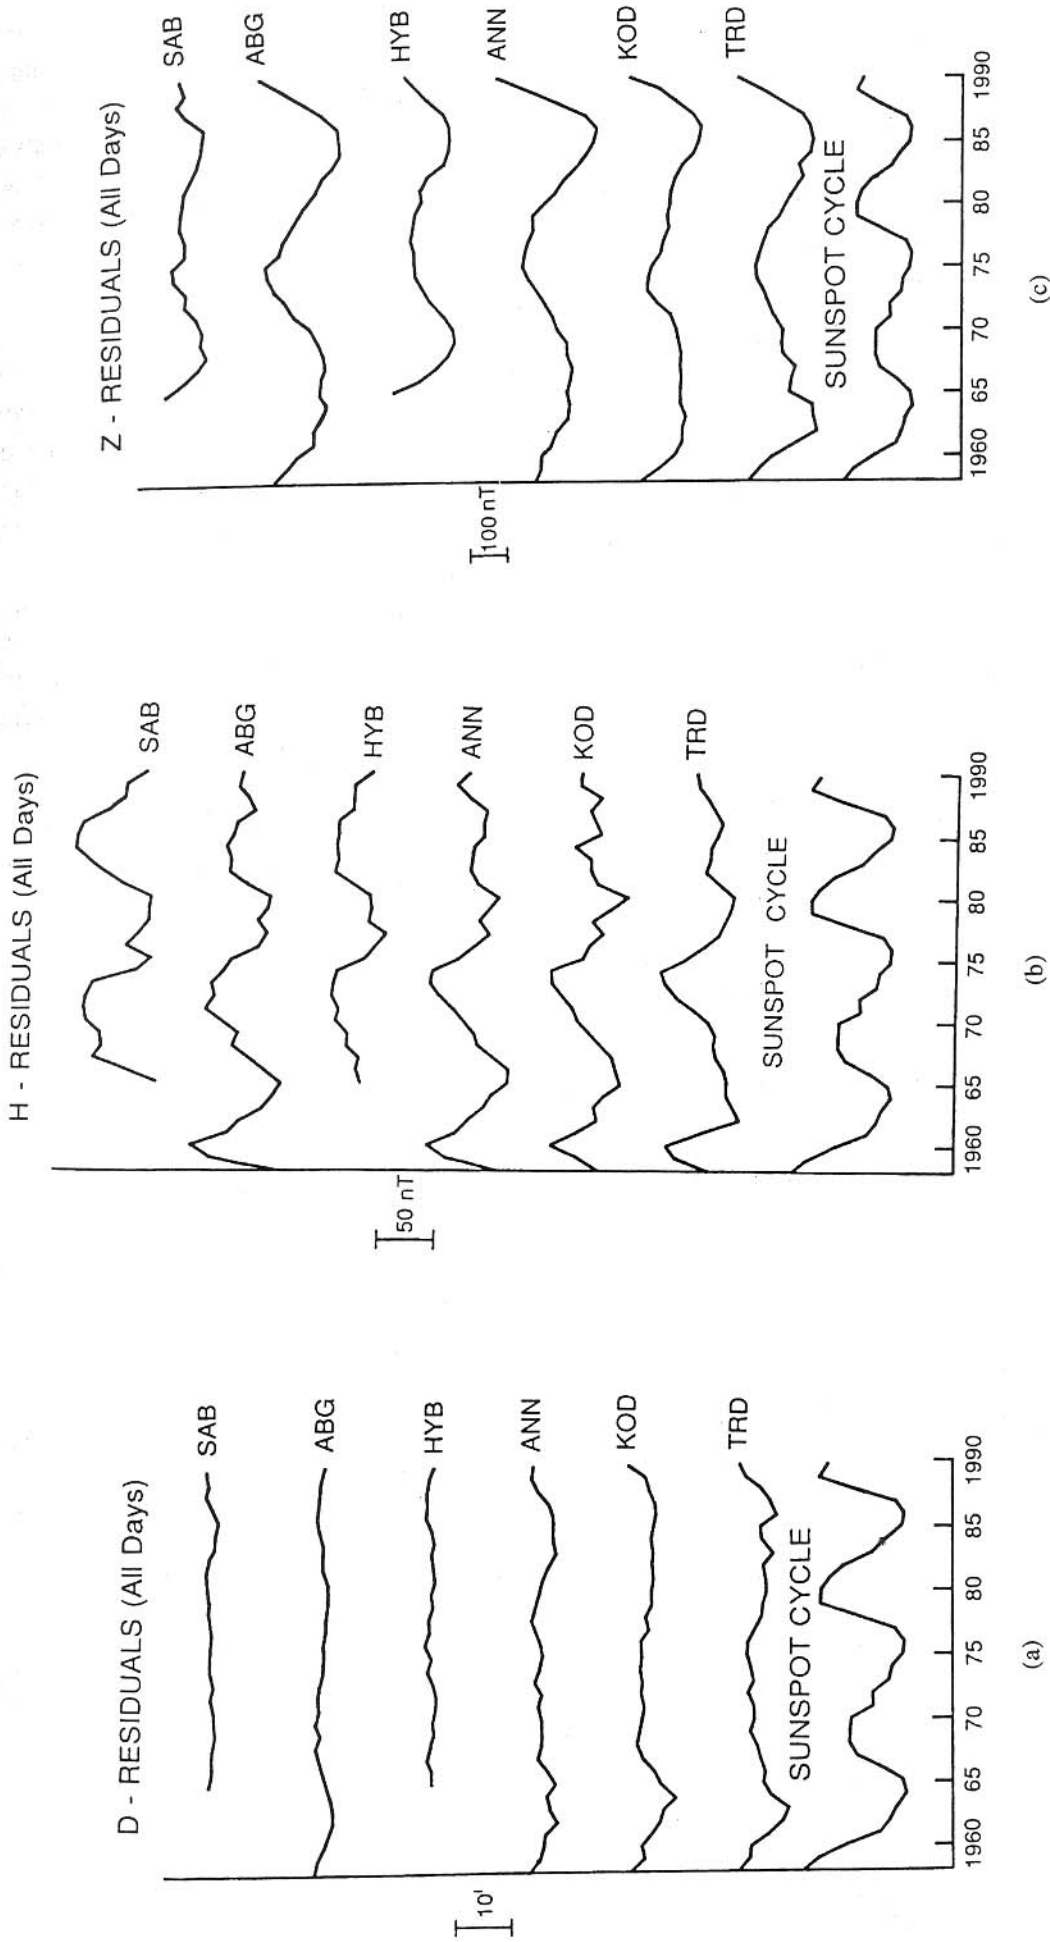 D - RESIDUALS (All Days)
SAB
ABG
HYB
ANN
KOD
TRD
10'
SUNSPOT CYCLE
1960 65 70 75 80 85 1990
(a)
H - RESIDUALS (All Days)
SAB
ABG
HYB
ANN
KOD
TRD
50 nT
SUNSPOT CYCLE
1960 65 70 75 80 85 1990
(b)
Z - RESIDUALS (All Days)
SAB
ABG
HYB
ANN
KOD
TRD
100 nT
SUNSPOT CYCLE
1960 65 70 75 80 85 1990
(c)